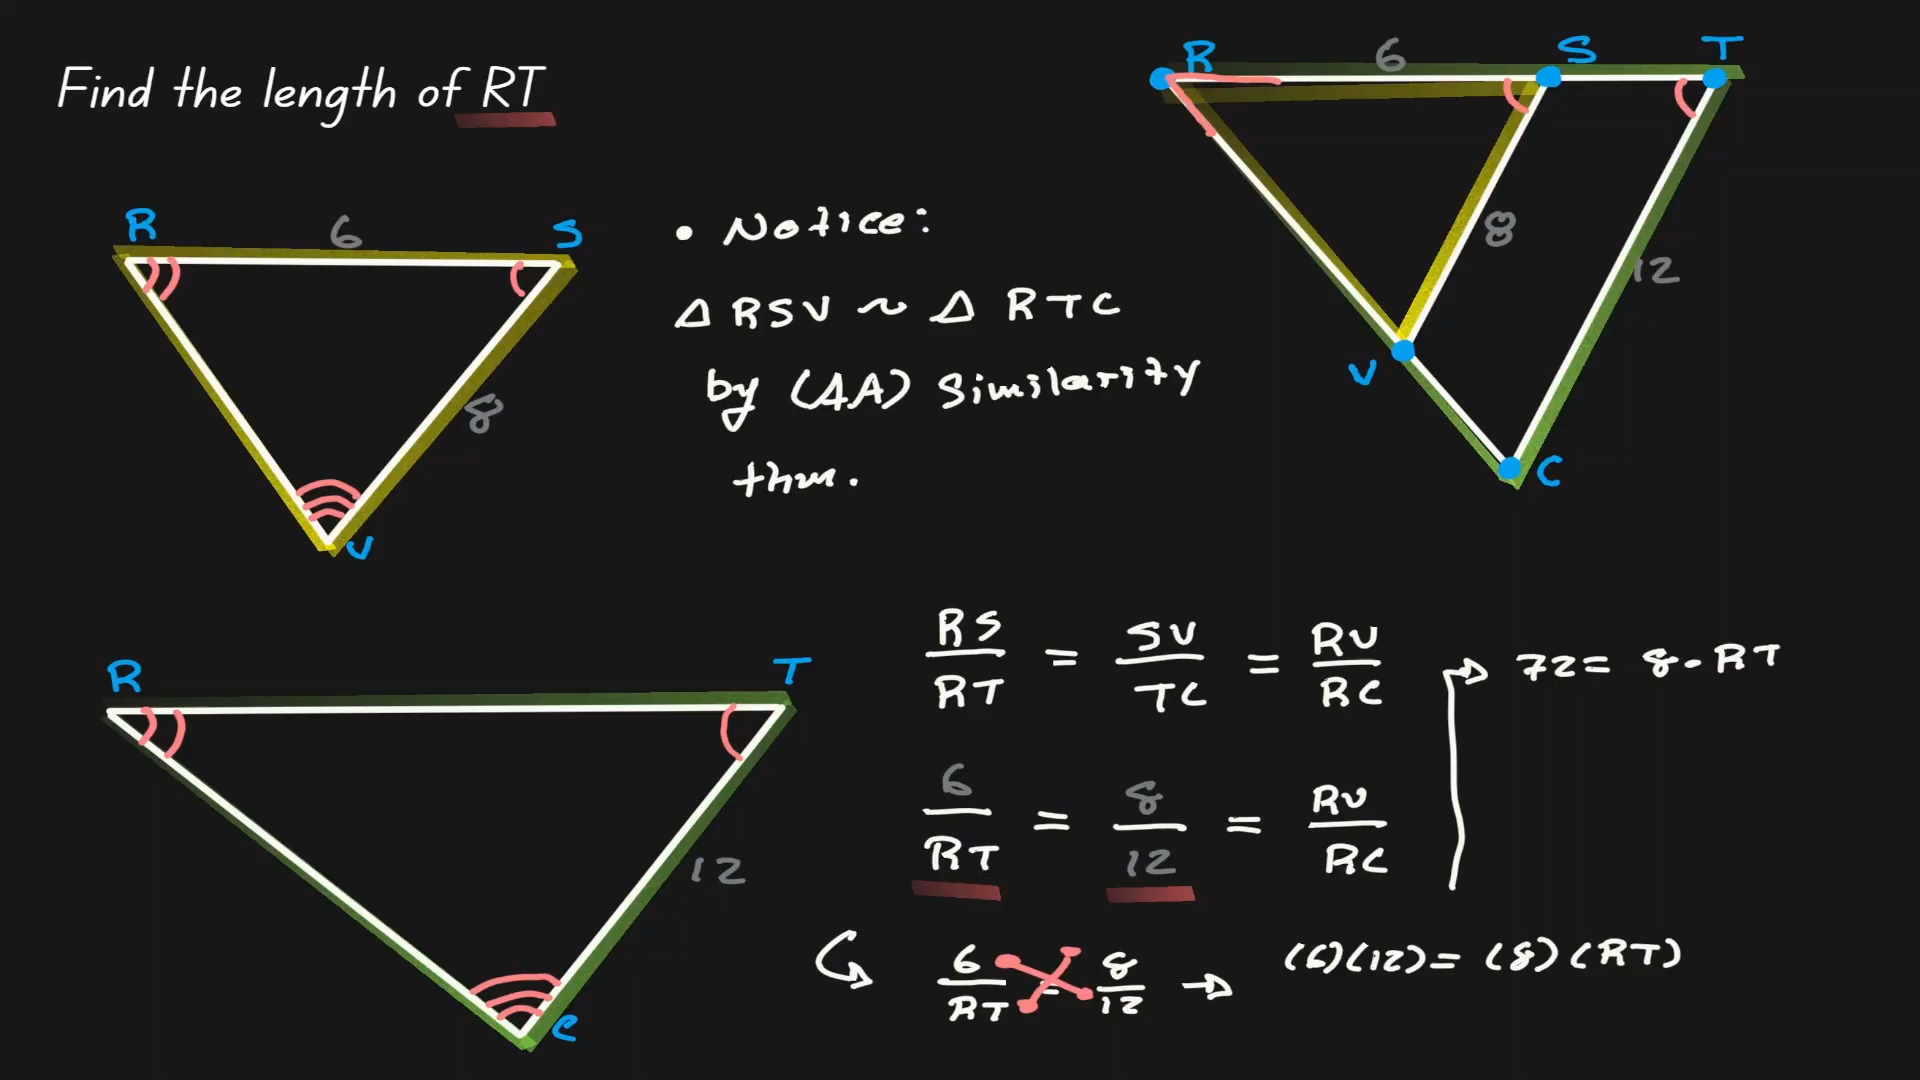 Find the length of RT
R 6 S T
8
12
V
C
R 6 S
8
V
• Notice:
Δ RSV ~ Δ RTC
by (AA) Similarity
R T
12
C
RS/RT = SV/TC = RV/RC
6/RT = 8/12 = RV/RC
6/RT = 8/12 → (6)(12) = (8)(RT)
→ 72 = 8 · RT